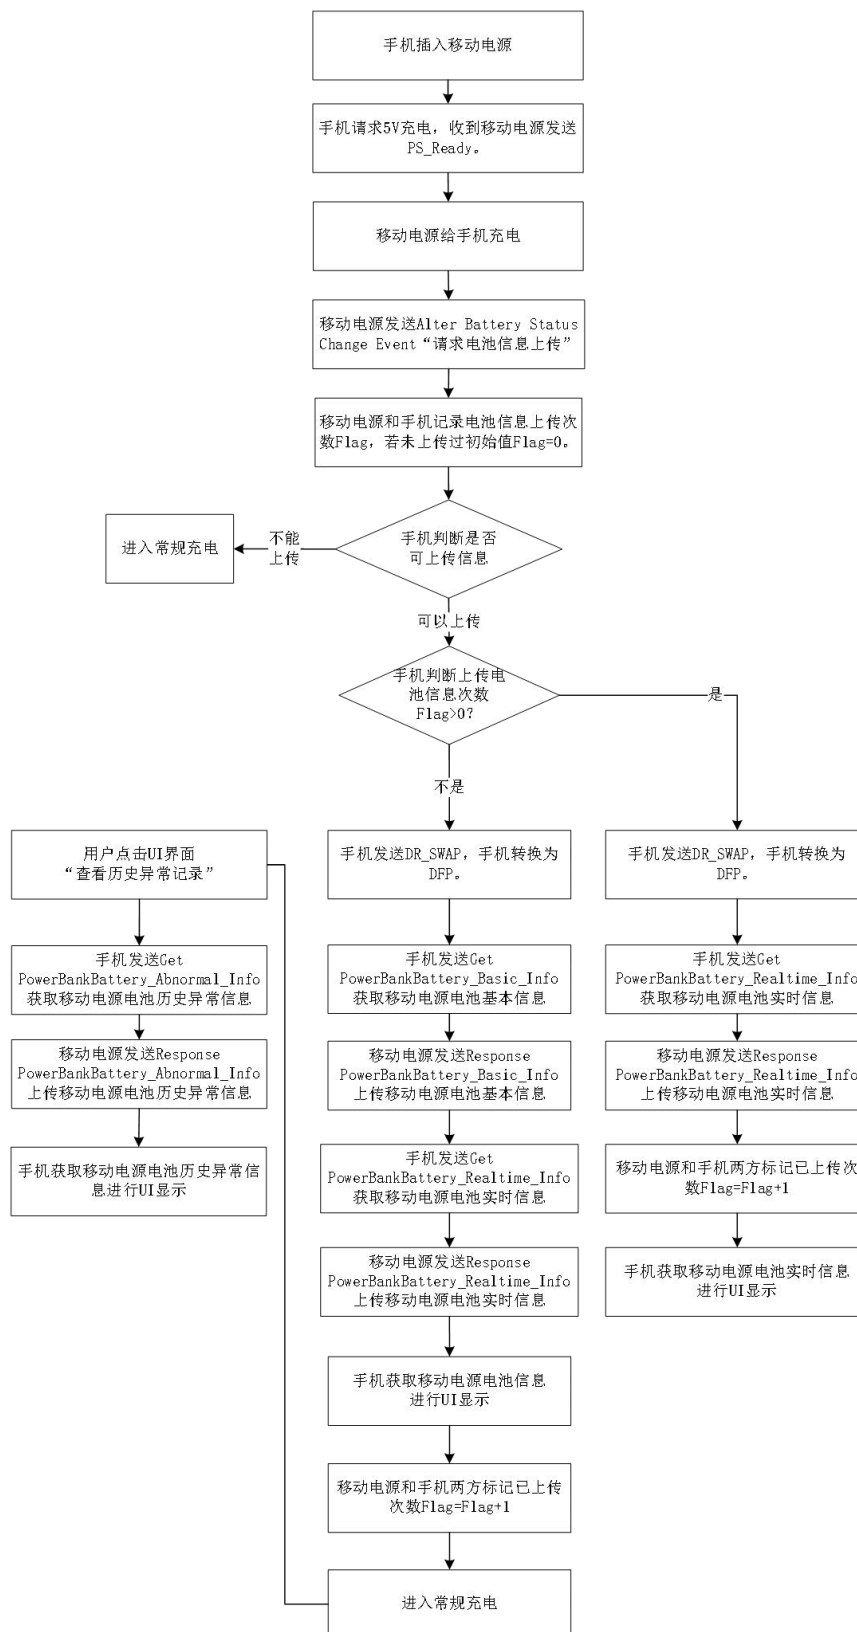 手机插入移动电源
手机请求5V充电，收到移动电源发送
PS_Ready。
移动电源给手机充电
移动电源发送Alter Battery Status
Change Event“请求电池信息上传”
移动电源和手机记录电池信息上传次
数Flag，若未上传过初始值Flag=0。
手机判断是否
可上传信息
不能
上传
进入常规充电
可以上传
手机判断上传电
池信息次数
Flag>0？
是
不是
用户点击UI界面
“查看历史异常记录”
手机发送Get
PowerBankBattery_Abnormal_Info
获取移动电源电池历史异常信息
移动电源发送Response
PowerBankBattery_Abnormal_Info
上传移动电源电池历史异常信息
手机获取移动电源电池历史异常信
息进行UI显示
手机发送DR_SWAP，手机转换为
DFP。
手机发送Get
PowerBankBattery_Basic_Info
获取移动电源电池基本信息
移动电源发送Response
PowerBankBattery_Basic_Info
上传移动电源电池基本信息
手机发送Get
PowerBankBattery_Realtime_Info
获取移动电源电池实时信息
移动电源发送Response
PowerBankBattery_Realtime_Info
上传移动电源电池实时信息
手机获取移动电源电池信息
进行UI显示
移动电源和手机两方标记已上传
次数Flag=Flag+1
进入常规充电
手机发送DR_SWAP，手机转换为
DFP。
手机发送Get
PowerBankBattery_Realtime_Info
获取移动电源电池实时信息
移动电源发送Response
PowerBankBattery_Realtime_Info
上传移动电源电池实时信息
移动电源和手机两方标记已上传次
数Flag=Flag+1
手机获取移动电源电池实时信息
进行UI显示